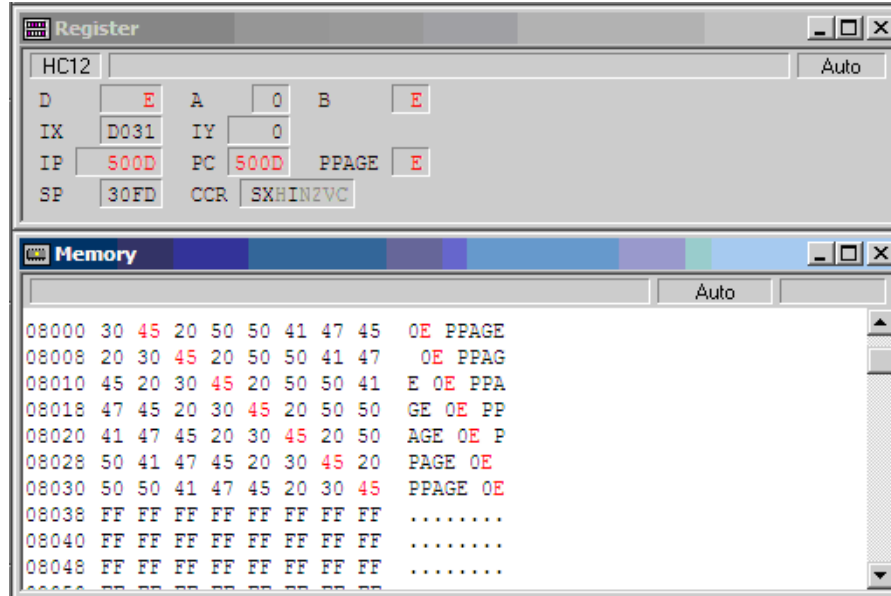 Register
HC12 Auto
D E A 0 B E
IX D031 IY 0
IP 500D PC 500D PPAGE E
SP 30FD CCR SXHINZVC
Memory
Auto
08000 30 45 20 50 50 41 47 45 0E PPAGE
08008 20 30 45 20 50 50 41 47 0E PPAG
08010 45 20 30 45 20 50 50 41 E 0E PPA
08018 47 45 20 30 45 20 50 50 GE 0E PP
08020 41 47 45 20 30 45 20 50 AGE 0E P
08028 50 41 47 45 20 30 45 20 PAGE 0E
08030 50 50 41 47 45 20 30 45 PPAGE 0E
08038 FF FF FF FF FF FF FF FF ........
08040 FF FF FF FF FF FF FF FF ........
08048 FF FF FF FF FF FF FF FF ........